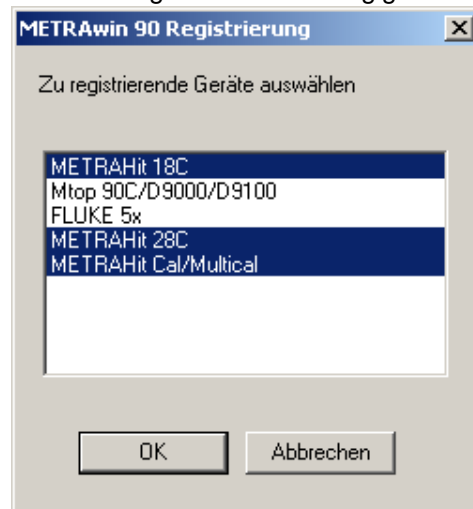 METRAwin 90 Registrierung
Zu registrierende Geräte auswählen
METRAHit 18C
Mtop 90C/D9000/D9100
FLUKE 5x
METRAHit 28C
METRAHit Cal/Multical
OK Abbrechen